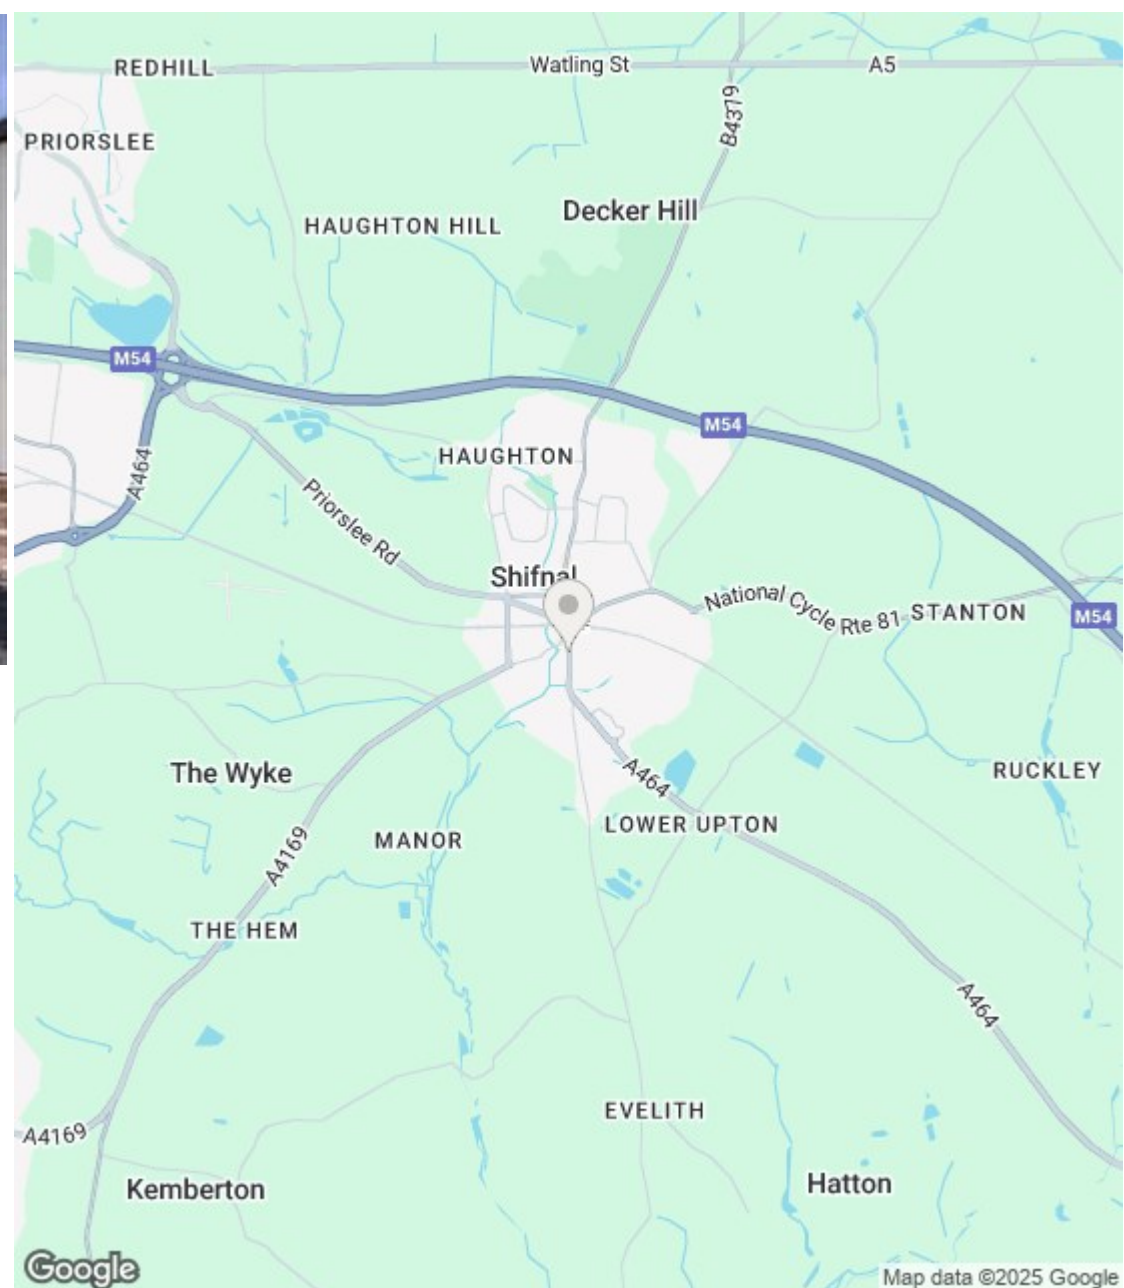 REDHILL
Watling St
A5
B4379
PRIORSLEE
Decker Hill
HAUGHTON HILL
M54
M54
HAUGHTON
A464
Priorslee Rd
Shifnal
National Cycle Rte 81
STANTON
M54
The Wyke
A464
RUCKLEY
LOWER UPTON
MANOR
A4169
THE HEM
A464
EVELITH
A4169
Kemberton
Hatton
Google
Map data ©2025 Google